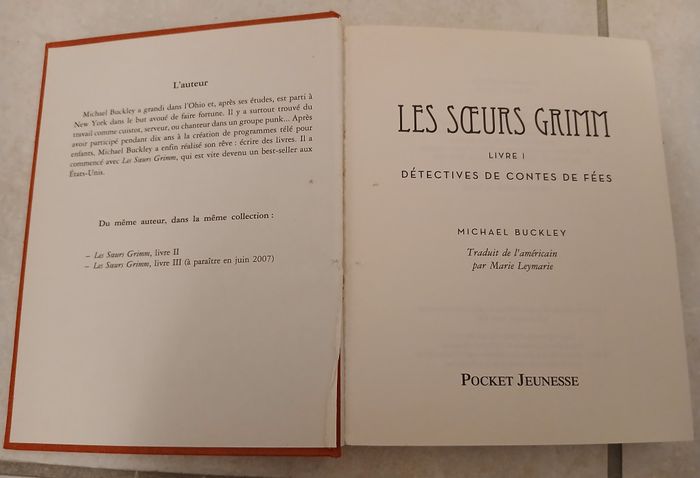 L'auteur
Michael Buckley a grandi dans l'Ohio et, après ses études, est parti à
New York dans le but avoué de faire fortune. Il y a surtout trouvé du
travail comme cuistot, serveur, ou chanteur dans un groupe punk... Après
avoir participé pendant dix ans à la création de programmes télé pour
enfants, Michael Buckley a enfin réalisé son rêve : écrire des livres. Il a
commencé avec Les Sœurs Grimm, qui est vite devenu un best-seller aux
États-Unis.
Du même auteur, dans la même collection :
– Les Sœurs Grimm, livre II
– Les Sœurs Grimm, livre III (à paraître en juin 2007)
LES SŒURS GRIMM
LIVRE I
DÉTECTIVES DE CONTES DE FÉES
MICHAEL BUCKLEY
Traduit de l'américain
par Marie Leymarie
POCKET JEUNESSE